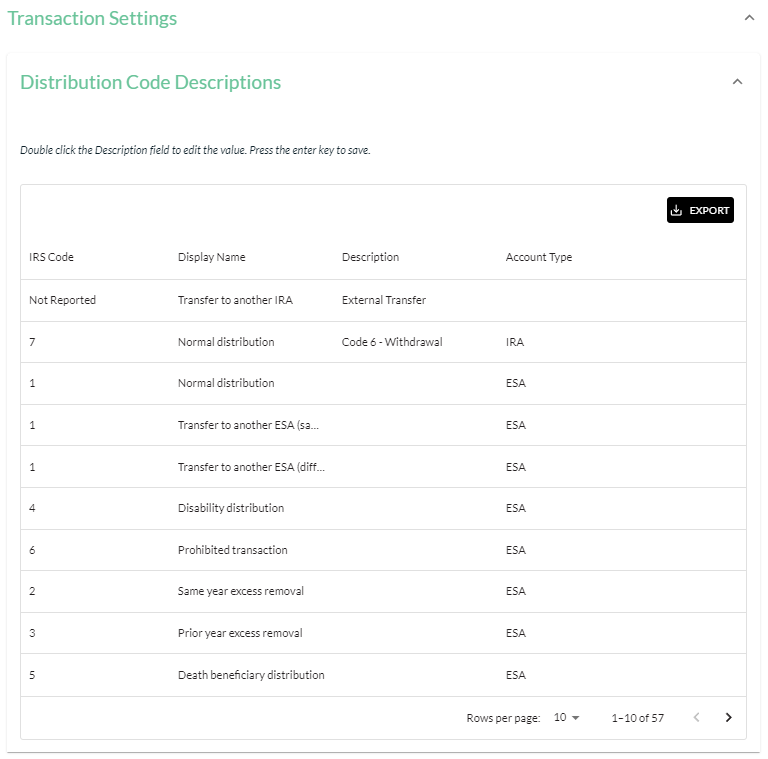 Transaction Settings
Distribution Code Descriptions
Double click the Description field to edit the value. Press the enter key to save.
EXPORT
IRS Code Display Name Description Account Type
Not Reported Transfer to another IRA External Transfer
7 Normal distribution Code 6 - Withdrawal IRA
1 Normal distribution ESA
1 Transfer to another ESA (sa... ESA
1 Transfer to another ESA (diff... ESA
4 Disability distribution ESA
6 Prohibited transaction ESA
2 Same year excess removal ESA
3 Prior year excess removal ESA
5 Death beneficiary distribution ESA
Rows per page: 10 1–10 of 57